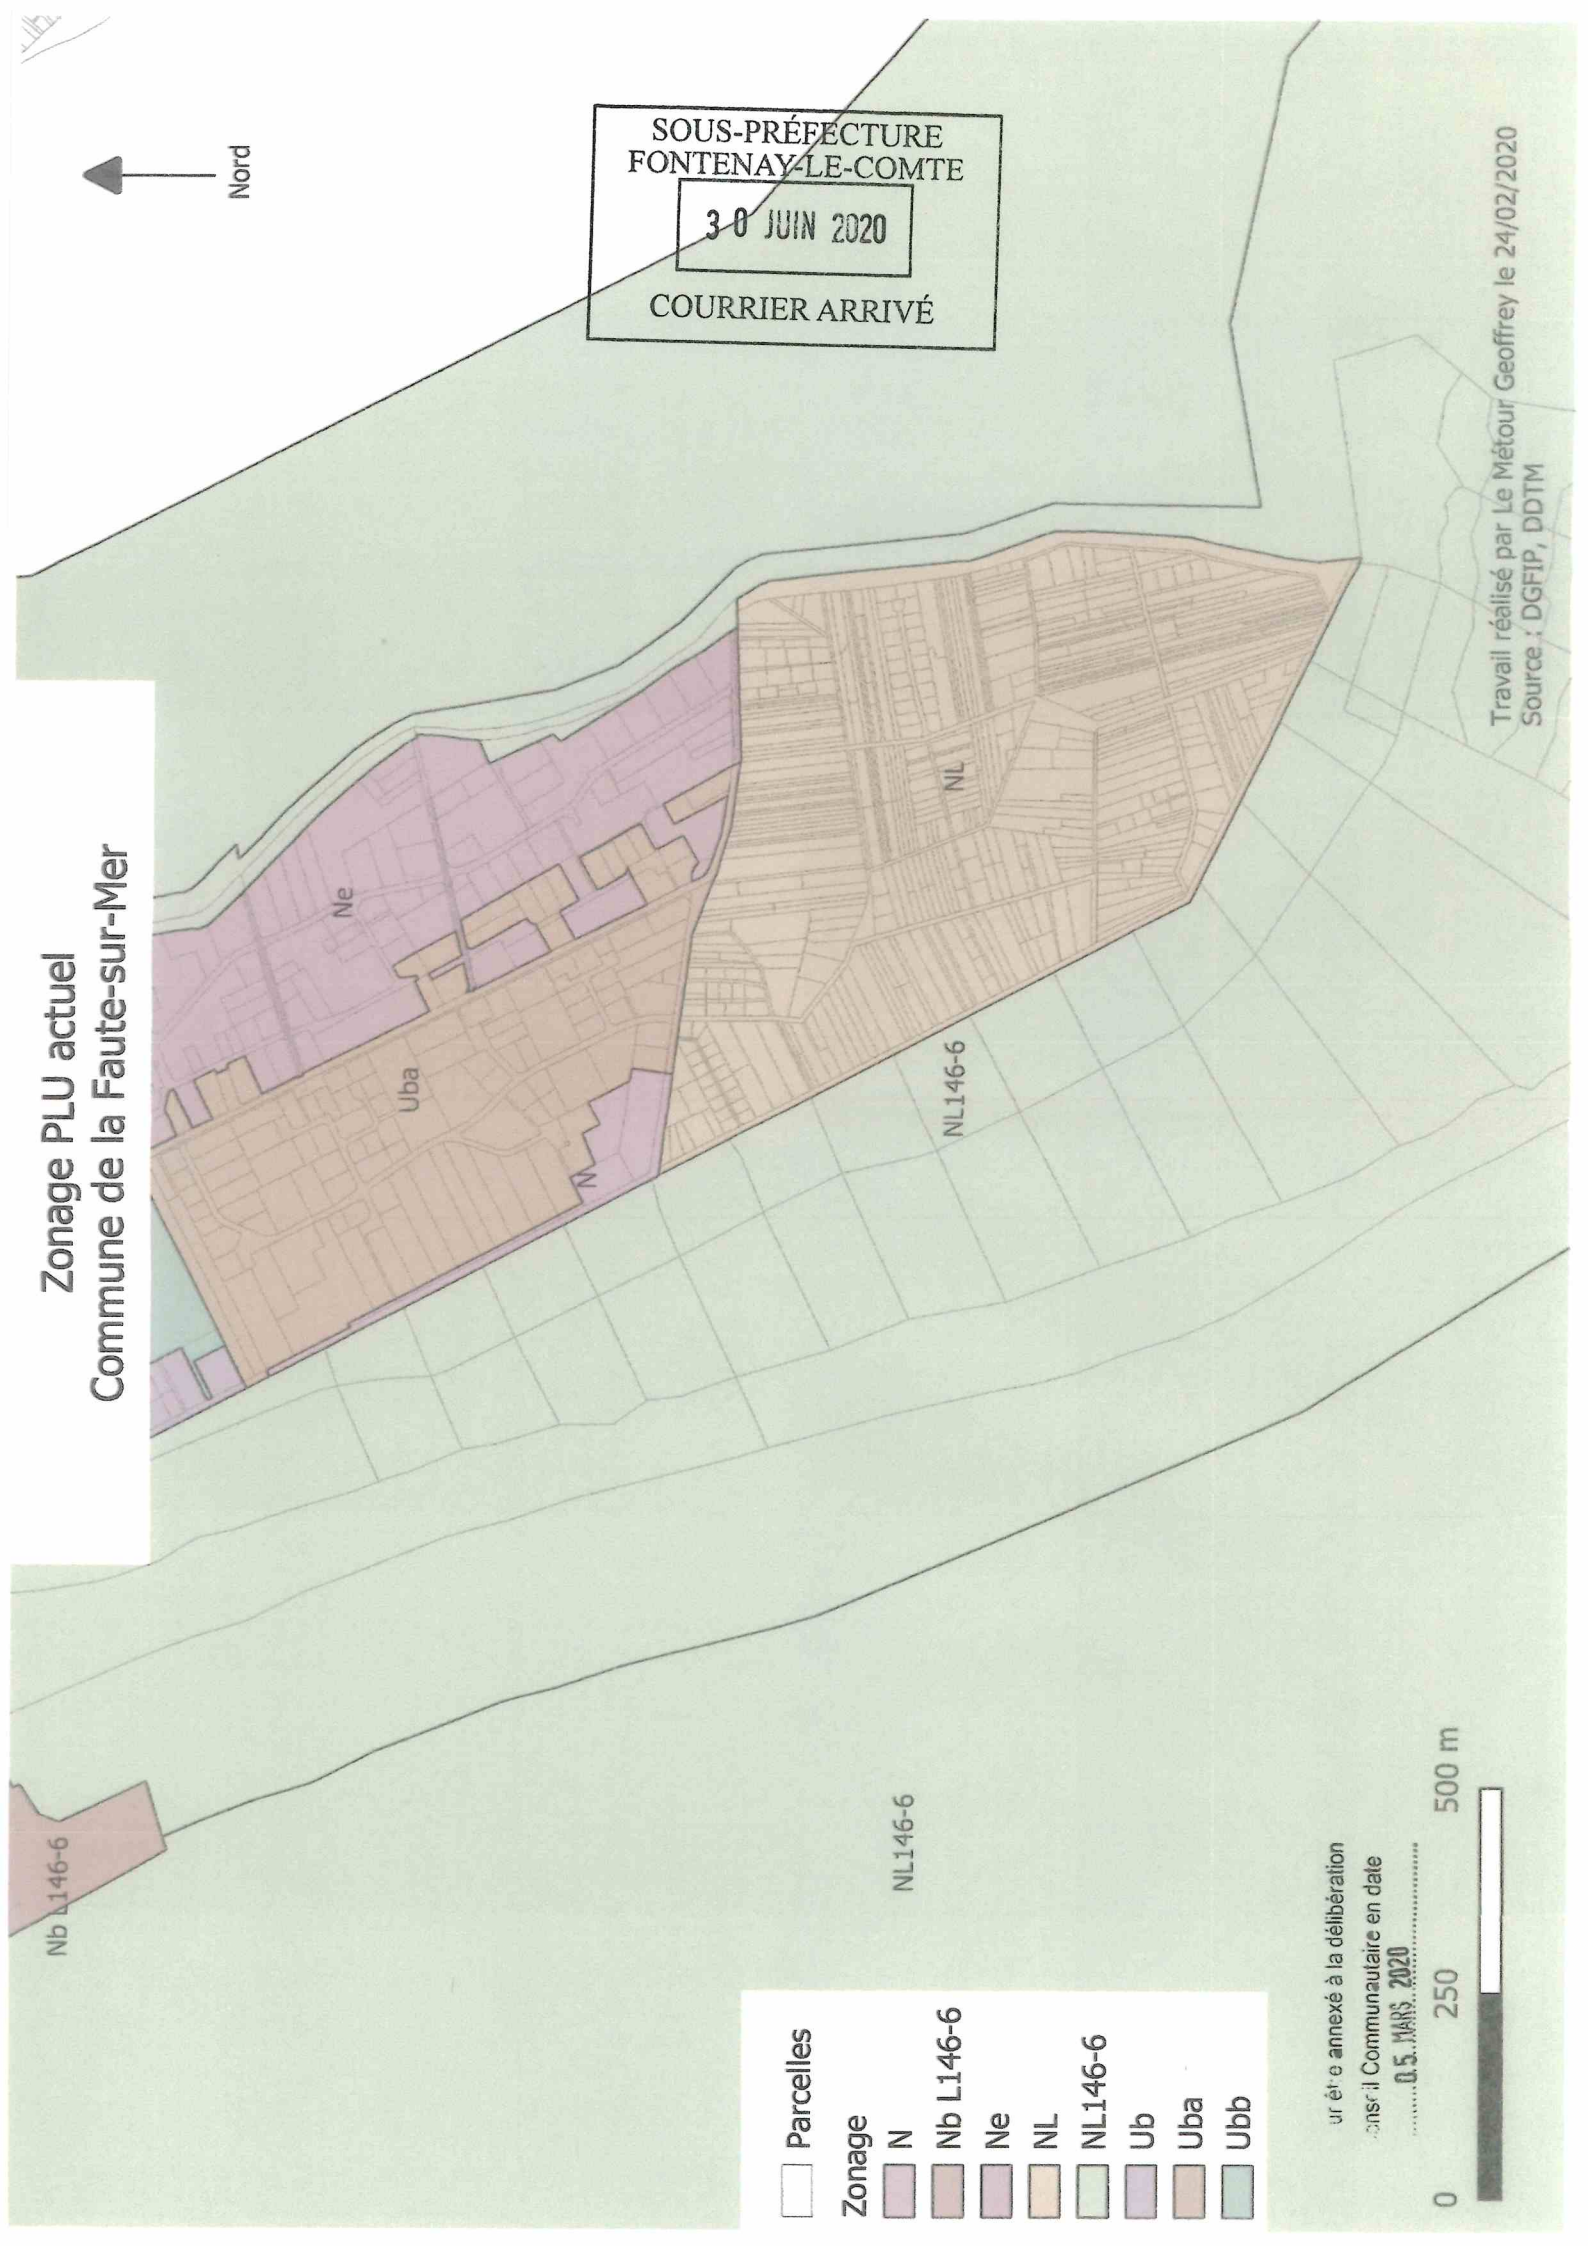 Zonage PLU actuel
Commune de la Faute-sur-Mer
Nord
SOUS-PRÉFECTURE
FONTENAY-LE-COMTE
30 JUIN 2020
COURRIER ARRIVÉ
Nb L146-6
Ne
Uba
N
NL
NL146-6
NL146-6
Parcelles
Zonage
N
Nb L146-6
Ne
NL
NL146-6
Ub
Uba
Ubb
être annexé à la délibération
Communautaire en date
05 MARS 2020
0 250 500 m
Travail réalisé par Le Métour Geoffrey le 24/02/2020
Source : DGFIP, DDTM